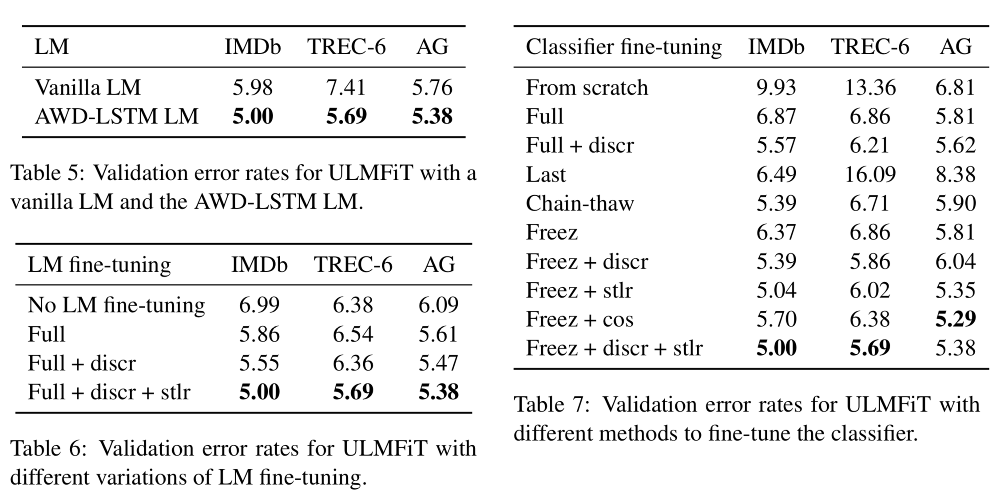 LM IMDb TREC-6 AG
Vanilla LM 5.98 7.41 5.76
AWD-LSTM LM 5.00 5.69 5.38
Table 5: Validation error rates for ULMFiT with a
vanilla LM and the AWD-LSTM LM.
LM fine-tuning IMDb TREC-6 AG
No LM fine-tuning 6.99 6.38 6.09
Full 5.86 6.54 5.61
Full + discr 5.55 6.36 5.47
Full + discr + stlr 5.00 5.69 5.38
Table 6: Validation error rates for ULMFiT with
different variations of LM fine-tuning.
Classifier fine-tuning IMDb TREC-6 AG
From scratch 9.93 13.36 6.81
Full 6.87 6.86 5.81
Full + discr 5.57 6.21 5.62
Last 6.49 16.09 8.38
Chain-thaw 5.39 6.71 5.90
Freez 6.37 6.86 5.81
Freez + discr 5.39 5.86 6.04
Freez + stlr 5.04 6.02 5.35
Freez + cos 5.70 6.38 5.29
Freez + discr + stlr 5.00 5.69 5.38
Table 7: Validation error rates for ULMFiT with
different methods to fine-tune the classifier.